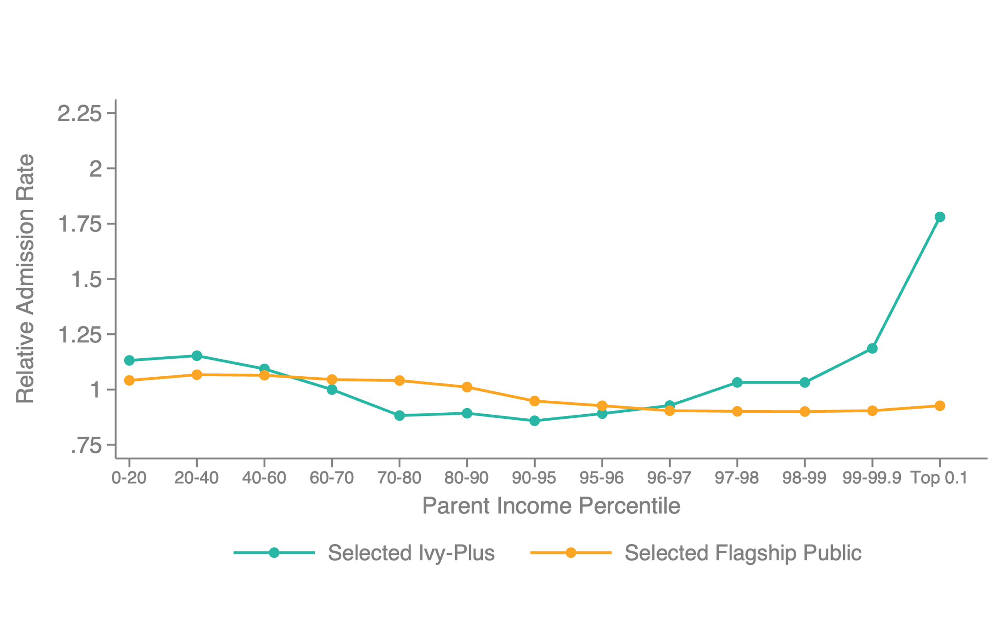 Relative Admission Rate
2.25
2
1.75
1.5
1.25
1
.75
0-20 20-40 40-60 60-70 70-80 80-90 90-95 95-96 96-97 97-98 98-99 99-99.9 Top 0.1
Parent Income Percentile
Selected Ivy-Plus Selected Flagship Public